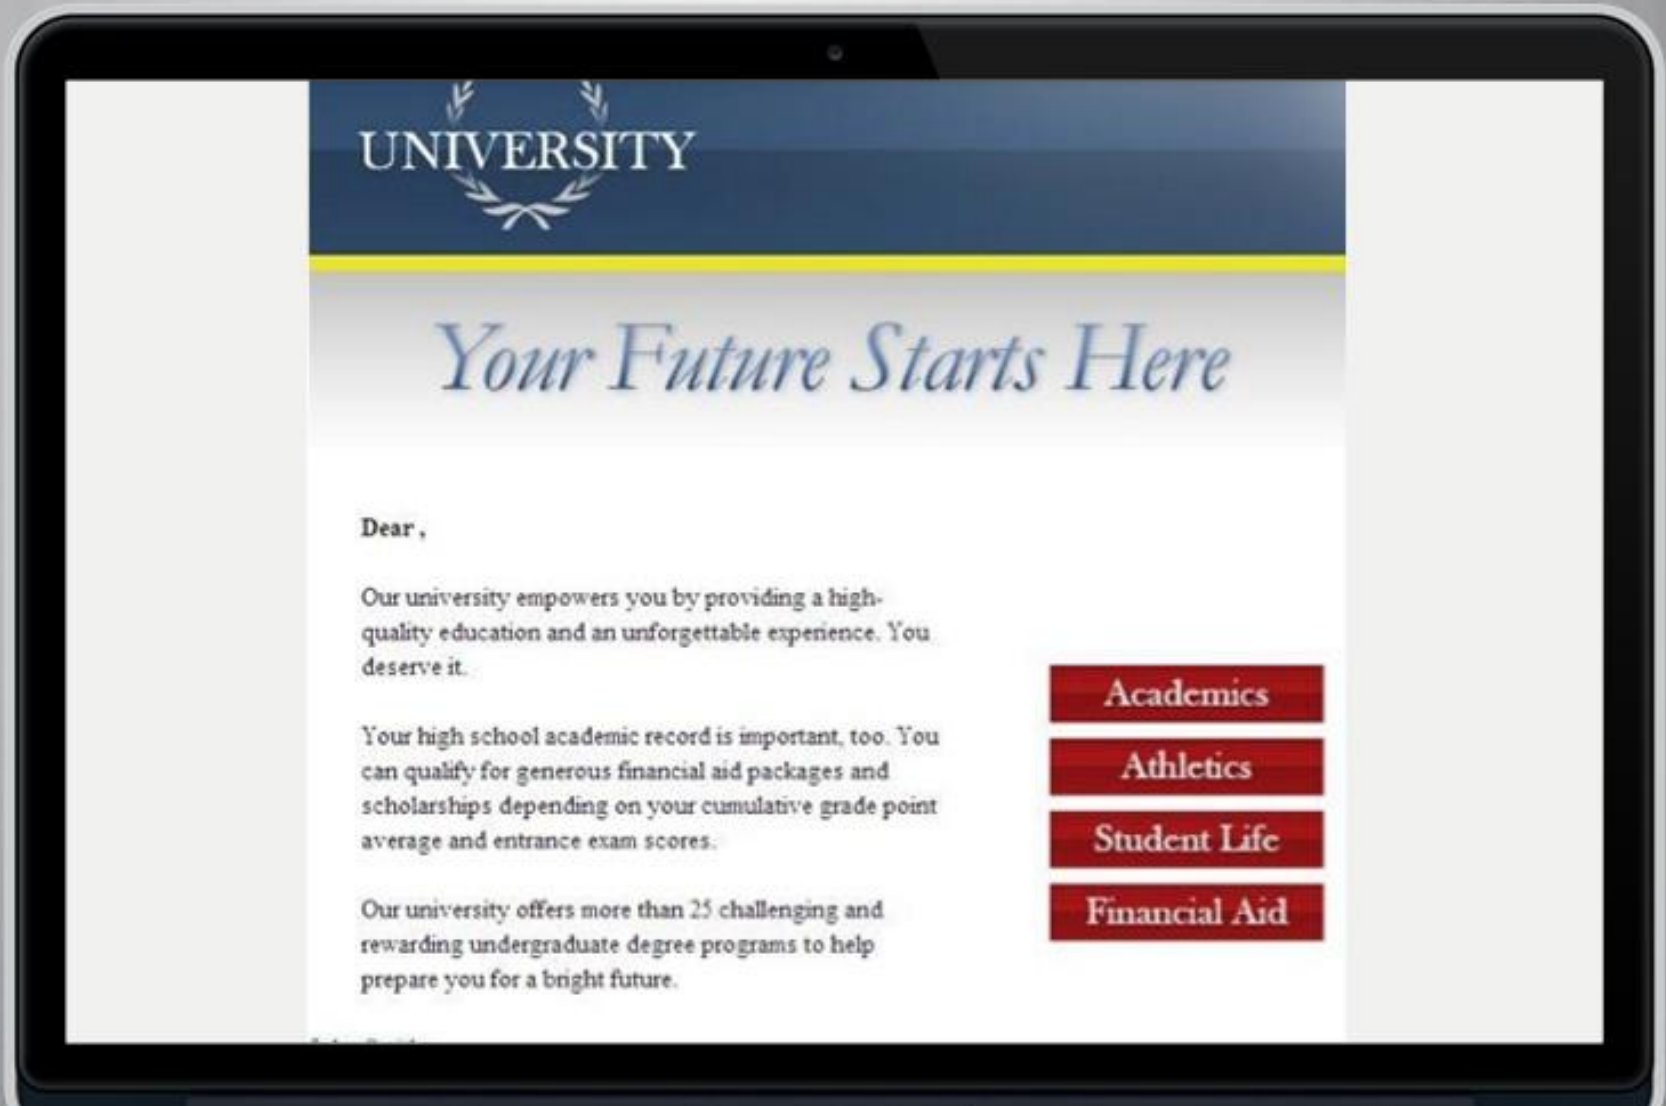 UNIVERSITY
Your Future Starts Here
Dear ,
Our university empowers you by providing a high-
quality education and an unforgettable experience. You
deserve it.
Your high school academic record is important, too. You
can qualify for generous financial aid packages and
scholarships depending on your cumulative grade point
average and entrance exam scores.
Our university offers more than 25 challenging and
rewarding undergraduate degree programs to help
prepare you for a bright future.
Academics
Athletics
Student Life
Financial Aid